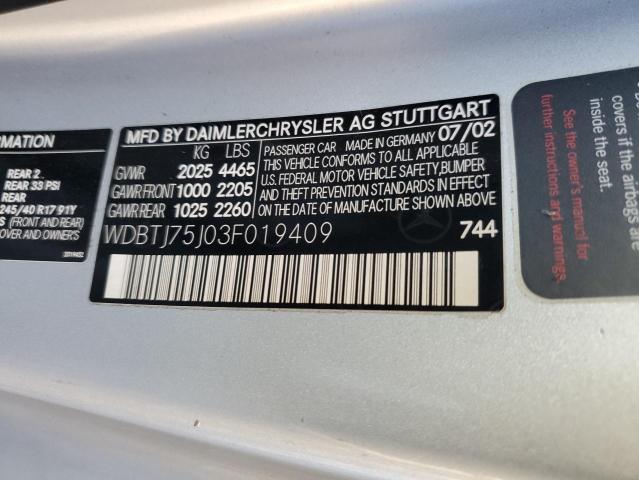 ORMATION
REAR 2
REAR 33 PSI
REAR
245/40 R17 91Y
(FRONT AND REAR)
OVER AND OWNER'S
MFD BY DAIMLERCHRYSLER AG STUTTGART
KG LBS
GVWR 2025 4465
GAWR FRONT 1000 2205
GAWR REAR 1025 2260
PASSENGER CAR MADE IN GERMANY 07/02
THIS VEHICLE CONFORMS TO ALL APPLICABLE
U.S. FEDERAL MOTOR VEHICLE SAFETY, BUMPER
AND THEFT PREVENTION STANDARDS IN EFFECT
ON THE DATE OF MANUFACTURE SHOWN ABOVE
WDBTJ75J03F019409
744
covers if the airbags are
inside the seat.
See the owner's manual for
further instructions and warnings.